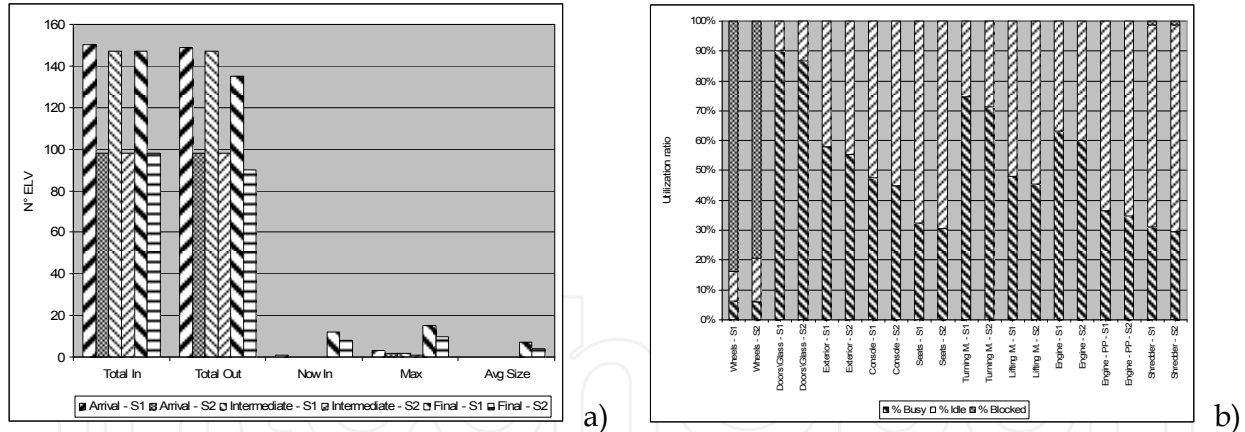 160
140
120
100
80
60
40
20
0
N° ELV
Total In Total Out Now In Max Avg Size
Arrival - S1 Arrival - S2 Intermediate - S1 Intermediate - S2 Final - S1 Final - S2
a)
100%
90%
80%
70%
60%
50%
40%
30%
20%
10%
0%
Utilization ratio
Wheels - S1
Wheels - S2
Doors\Glass - S1
Doors\Glass - S2
Exterior - S1
Exterior - S2
Console - S1
Console - S2
Seats - S1
Seats - S2
Turning M. - S1
Turning M. - S2
Lifting M. - S1
Lifting M. - S2
Engine - S1
Engine - S2
Engine - PP - S1
Engine - PP - S2
Shredder - S1
Shredder - S2
% Busy % Idle % Blocked
b)